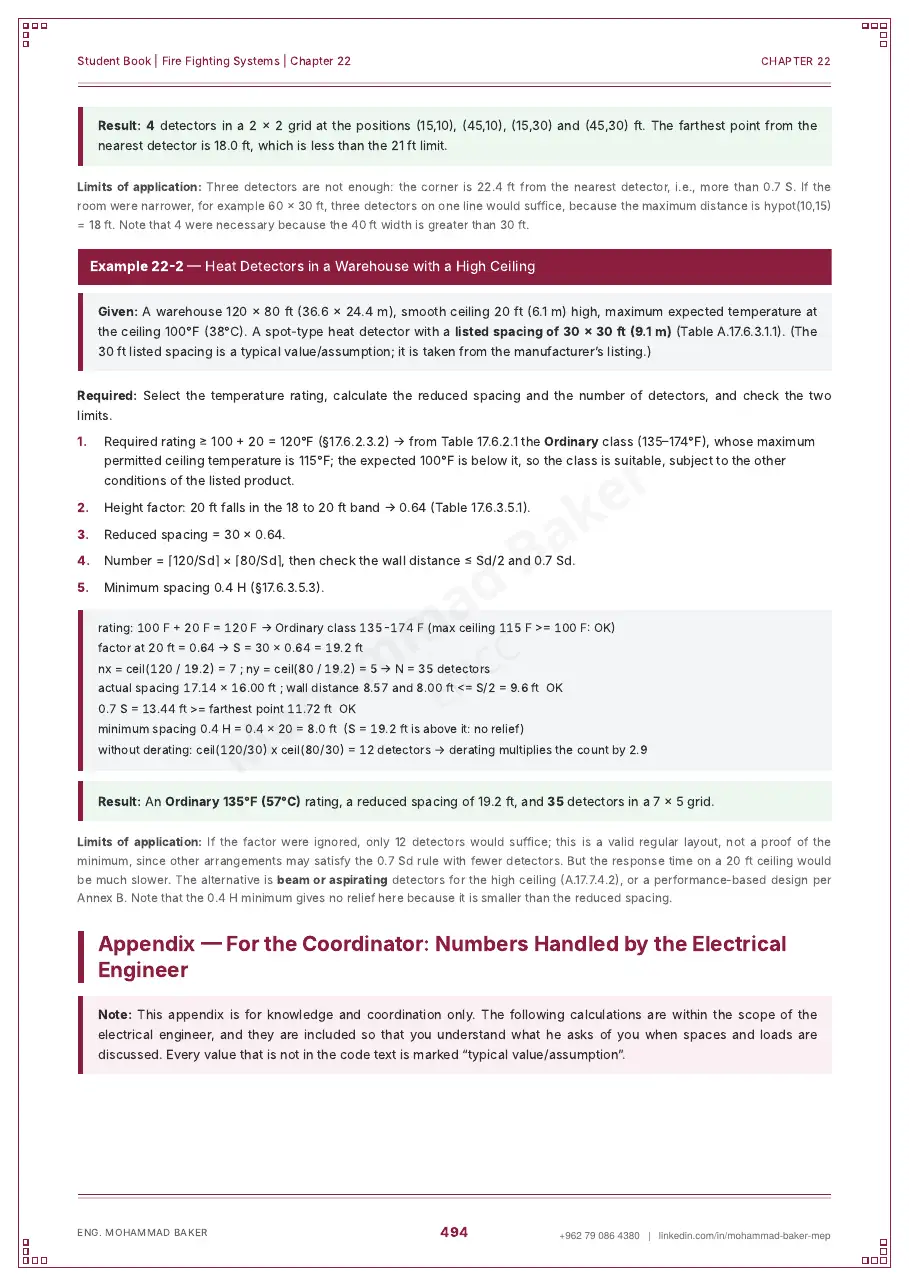 Student Book | Fire Fighting Systems | Chapter 22
CHAPTER 22
Result: 4 detectors in a 2 × 2 grid at the positions (15,10), (45,10), (15,30) and (45,30) ft. The farthest point from the
nearest detector is 18.0 ft, which is less than the 21 ft limit.
Limits of application: Three detectors are not enough: the corner is 22.4 ft from the nearest detector, i.e., more than 0.7 S. If the
room were narrower, for example 60 × 30 ft, three detectors on one line would suffice, because the maximum distance is hypot(10,15)
= 18 ft. Note that 4 were necessary because the 40 ft width is greater than 30 ft.
Example 22-2 — Heat Detectors in a Warehouse with a High Ceiling
Given: A warehouse 120 × 80 ft (36.6 × 24.4 m), smooth ceiling 20 ft (6.1 m) high, maximum expected temperature at
the ceiling 100°F (38°C). A spot-type heat detector with a listed spacing of 30 × 30 ft (9.1 m) (Table A.17.6.3.1.1). (The
30 ft listed spacing is a typical value/assumption; it is taken from the manufacturer's listing.)
Required: Select the temperature rating, calculate the reduced spacing and the number of detectors, and check the two
limits.
1. Required rating ≥ 100 + 20 = 120°F (§17.6.2.3.2) → from Table 17.6.2.1 the Ordinary class (135–174°F), whose maximum
permitted ceiling temperature is 115°F; the expected 100°F is below it, so the class is suitable, subject to the other
conditions of the listed product.
2. Height factor: 20 ft falls in the 18 to 20 ft band → 0.64 (Table 17.6.3.5.1).
3. Reduced spacing = 30 × 0.64.
4. Number = ⌈120/Sd⌉ × ⌈80/Sd⌉, then check the wall distance ≤ Sd/2 and 0.7 Sd.
5. Minimum spacing 0.4 H (§17.6.3.5.3).
rating: 100 F + 20 F = 120 F → Ordinary class 135-174 F (max ceiling 115 F >= 100 F: OK)
factor at 20 ft = 0.64 → S = 30 × 0.64 = 19.2 ft
nx = ceil(120 / 19.2) = 7 ; ny = ceil(80 / 19.2) = 5 → N = 35 detectors
actual spacing 17.14 × 16.00 ft ; wall distance 8.57 and 8.00 ft <= S/2 = 9.6 ft OK
0.7 S = 13.44 ft >= farthest point 11.72 ft OK
minimum spacing 0.4 H = 0.4 × 20 = 8.0 ft (S = 19.2 ft is above it: no relief)
without derating: ceil(120/30) x ceil(80/30) = 12 detectors → derating multiplies the count by 2.9
Result: An Ordinary 135°F (57°C) rating, a reduced spacing of 19.2 ft, and 35 detectors in a 7 × 5 grid.
Limits of application: If the factor were ignored, only 12 detectors would suffice; this is a valid regular layout, not a proof of the
minimum, since other arrangements may satisfy the 0.7 Sd rule with fewer detectors. But the response time on a 20 ft ceiling would
be much slower. The alternative is beam or aspirating detectors for the high ceiling (A.17.7.4.2), or a performance-based design per
Annex B. Note that the 0.4 H minimum gives no relief here because it is smaller than the reduced spacing.
Appendix — For the Coordinator: Numbers Handled by the Electrical
Engineer
Note: This appendix is for knowledge and coordination only. The following calculations are within the scope of the
electrical engineer, and they are included so that you understand what he asks of you when spaces and loads are
discussed. Every value that is not in the code text is marked “typical value/assumption”.
ENG. MOHAMMAD BAKER
494
+962 79 086 4380 | linkedin.com/in/mohammad-baker-mep